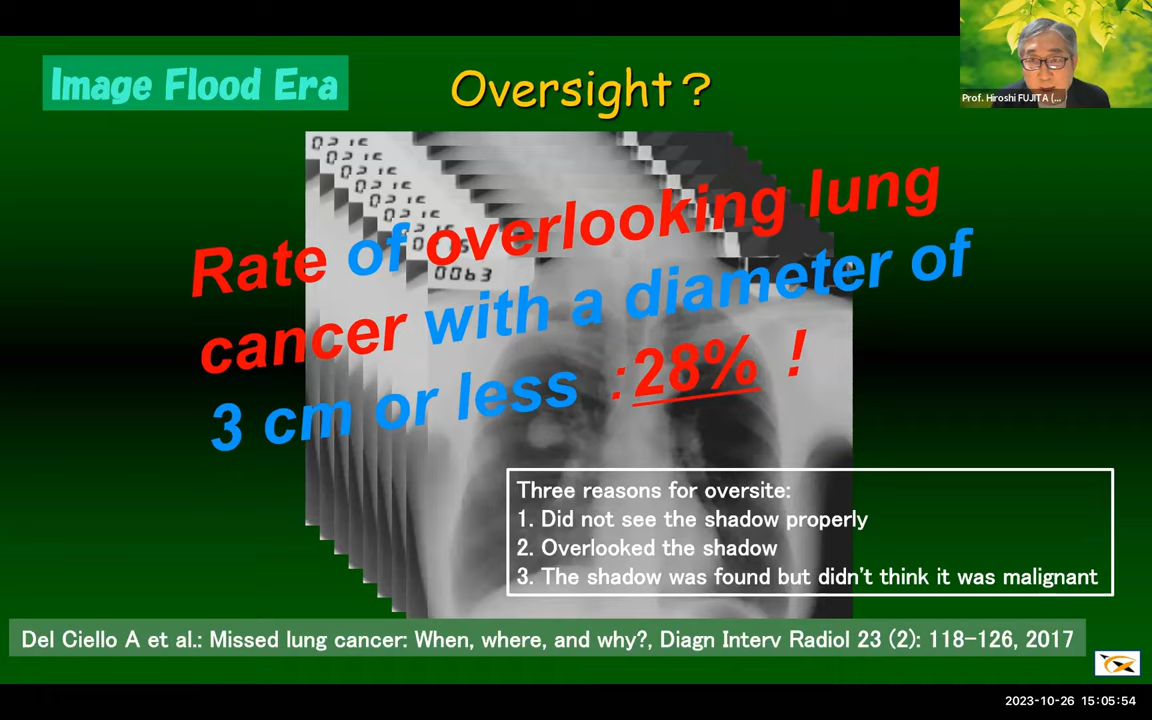 Image Flood Era
Oversight ?
Prof. Hiroshi FUJITA (...
Rate of overlooking lung
cancer with a diameter of
3 cm or less :28% !
0063
Three reasons for oversite:
1. Did not see the shadow properly
2. Overlooked the shadow
3. The shadow was found but didn't think it was malignant
Del Ciello A et al.: Missed lung cancer: When, where, and why?, Diagn Interv Radiol 23 (2): 118-126, 2017
2023-10-26 15:05:54